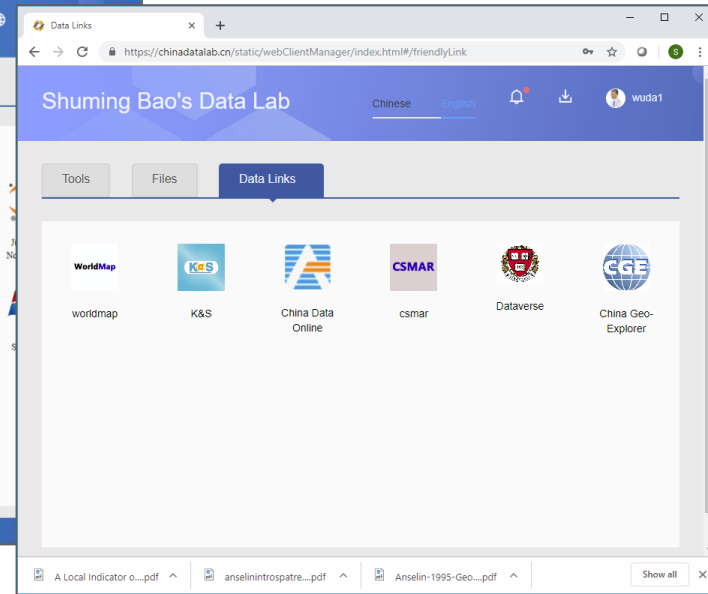 Data Links
https://chinadatalab.cn/static/webClientManager/index.html#/friendlyLink
S
Shuming Bao's Data Lab
Chinese English
wuda1
Tools Files Data Links
WorldMap
K&S
CSMAR
CGE
worldmap
K&S
China Data
Online
csmar
Dataverse
China Geo-
Explorer
A Local Indicator o....pdf
anselinintrospatre....pdf
Anselin-1995-Geo....pdf
Show all